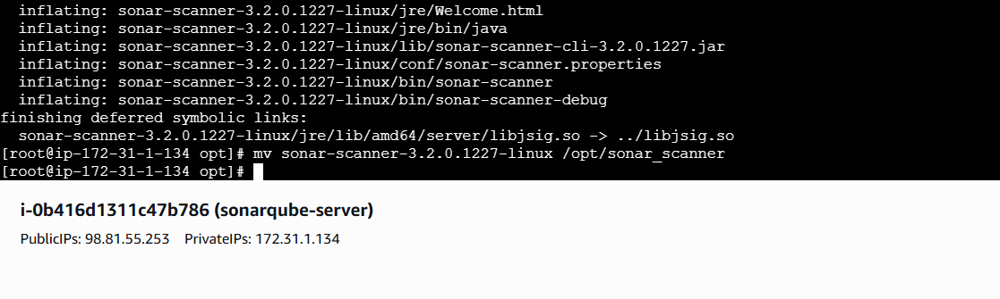 inflating: sonar-scanner-3.2.0.1227-linux/jre/Welcome.html
inflating: sonar-scanner-3.2.0.1227-linux/jre/bin/java
inflating: sonar-scanner-3.2.0.1227-linux/lib/sonar-scanner-cli-3.2.0.1227.jar
inflating: sonar-scanner-3.2.0.1227-linux/conf/sonar-scanner.properties
inflating: sonar-scanner-3.2.0.1227-linux/bin/sonar-scanner
inflating: sonar-scanner-3.2.0.1227-linux/bin/sonar-scanner-debug
finishing deferred symbolic links:
sonar-scanner-3.2.0.1227-linux/jre/lib/amd64/server/libjsig.so -> ../libjsig.so
[root@ip-172-31-1-134 opt]# mv sonar-scanner-3.2.0.1227-linux /opt/sonar_scanner
[root@ip-172-31-1-134 opt]#
i-0b416d1311c47b786 (sonarqube-server)
PublicIPs: 98.81.55.253 PrivateIPs: 172.31.1.134